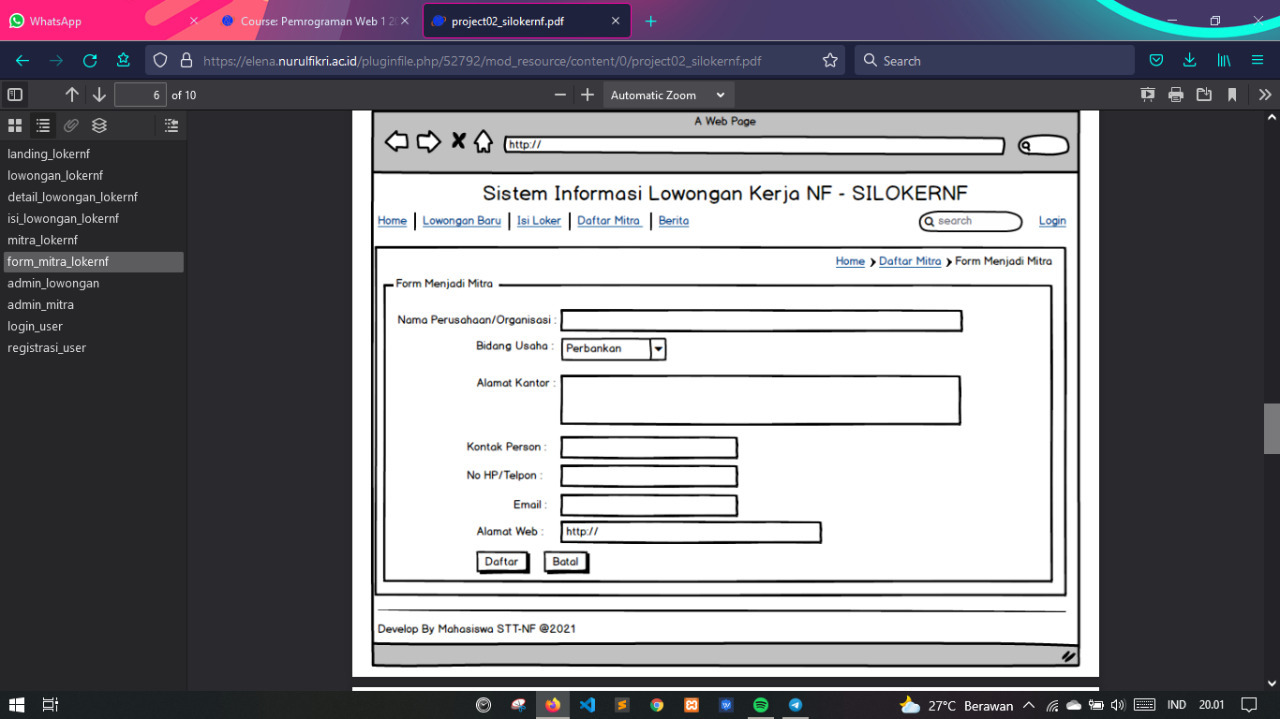 WhatsApp
Course: Pemrograman Web 1 2
project02_silokernf.pdf
https://elena.nurulfikri.ac.id/pluginfile.php/52792/mod_resource/content/0/project02_silokernf.pdf
Search
6 of 10
Automatic Zoom
landing_lokernf
lowongan_lokernf
detail_lowongan_lokernf
isi_lowongan_lokernf
mitra_lokernf
form_mitra_lokernf
admin_lowongan
admin_mitra
login_user
registrasi_user
A Web Page
http://
Sistem Informasi Lowongan Kerja NF - SILOKERNF
Home | Lowongan Baru | Isi Loker | Daftar Mitra | Berita
search
Login
Home > Daftar Mitra > Form Menjadi Mitra
Form Menjadi Mitra
Nama Perusahaan/Organisasi :
Bidang Usaha : Perbankan
Alamat Kantor :
Kontak Person :
No HP/Telpon :
Email :
Alamat Web : http://
Daftar Batal
Develop By Mahasiswa STT-NF @2021
27°C Berawan
IND
20.01